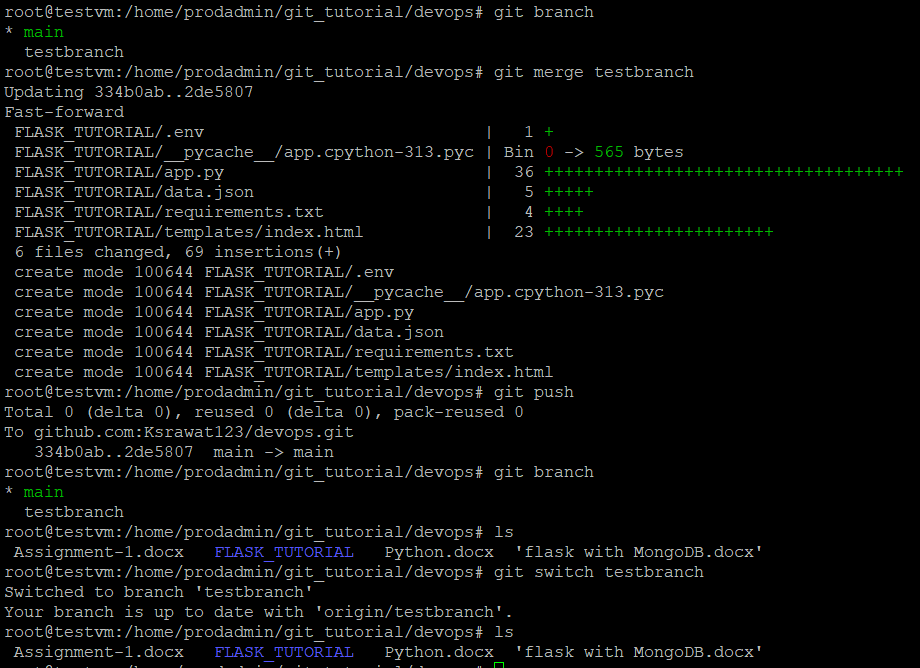 root@testvm:/home/prodadmin/git_tutorial/devops# git branch
* main
  testbranch
root@testvm:/home/prodadmin/git_tutorial/devops# git merge testbranch
Updating 334b0ab..2de5807
Fast-forward
 FLASK_TUTORIAL/.env                            |   1 +
 FLASK_TUTORIAL/__pycache__/app.cpython-313.pyc | Bin 0 -> 565 bytes
 FLASK_TUTORIAL/app.py                          |  36 ++++++++++++++++++++++++++++++++++++
 FLASK_TUTORIAL/data.json                       |   5 +++++
 FLASK_TUTORIAL/requirements.txt                |   4 ++++
 FLASK_TUTORIAL/templates/index.html            |  23 +++++++++++++++++++++++
 6 files changed, 69 insertions(+)
 create mode 100644 FLASK_TUTORIAL/.env
 create mode 100644 FLASK_TUTORIAL/__pycache__/app.cpython-313.pyc
 create mode 100644 FLASK_TUTORIAL/app.py
 create mode 100644 FLASK_TUTORIAL/data.json
 create mode 100644 FLASK_TUTORIAL/requirements.txt
 create mode 100644 FLASK_TUTORIAL/templates/index.html
root@testvm:/home/prodadmin/git_tutorial/devops# git push
Total 0 (delta 0), reused 0 (delta 0), pack-reused 0
To github.com:Ksrawat123/devops.git
   334b0ab..2de5807  main -> main
root@testvm:/home/prodadmin/git_tutorial/devops# git branch
* main
  testbranch
root@testvm:/home/prodadmin/git_tutorial/devops# ls
 Assignment-1.docx   FLASK_TUTORIAL   Python.docx  'flask with MongoDB.docx'
root@testvm:/home/prodadmin/git_tutorial/devops# git switch testbranch
Switched to branch 'testbranch'
Your branch is up to date with 'origin/testbranch'.
root@testvm:/home/prodadmin/git_tutorial/devops# ls
 Assignment-1.docx   FLASK_TUTORIAL   Python.docx  'flask with MongoDB.docx'